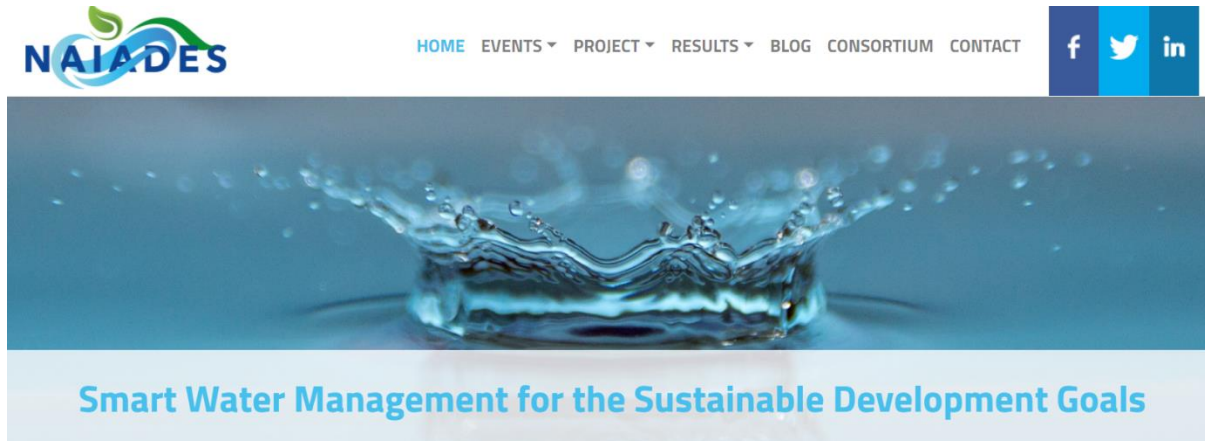 NAIADES
HOME EVENTS PROJECT RESULTS BLOG CONSORTIUM CONTACT f in
Smart Water Management for the Sustainable Development Goals